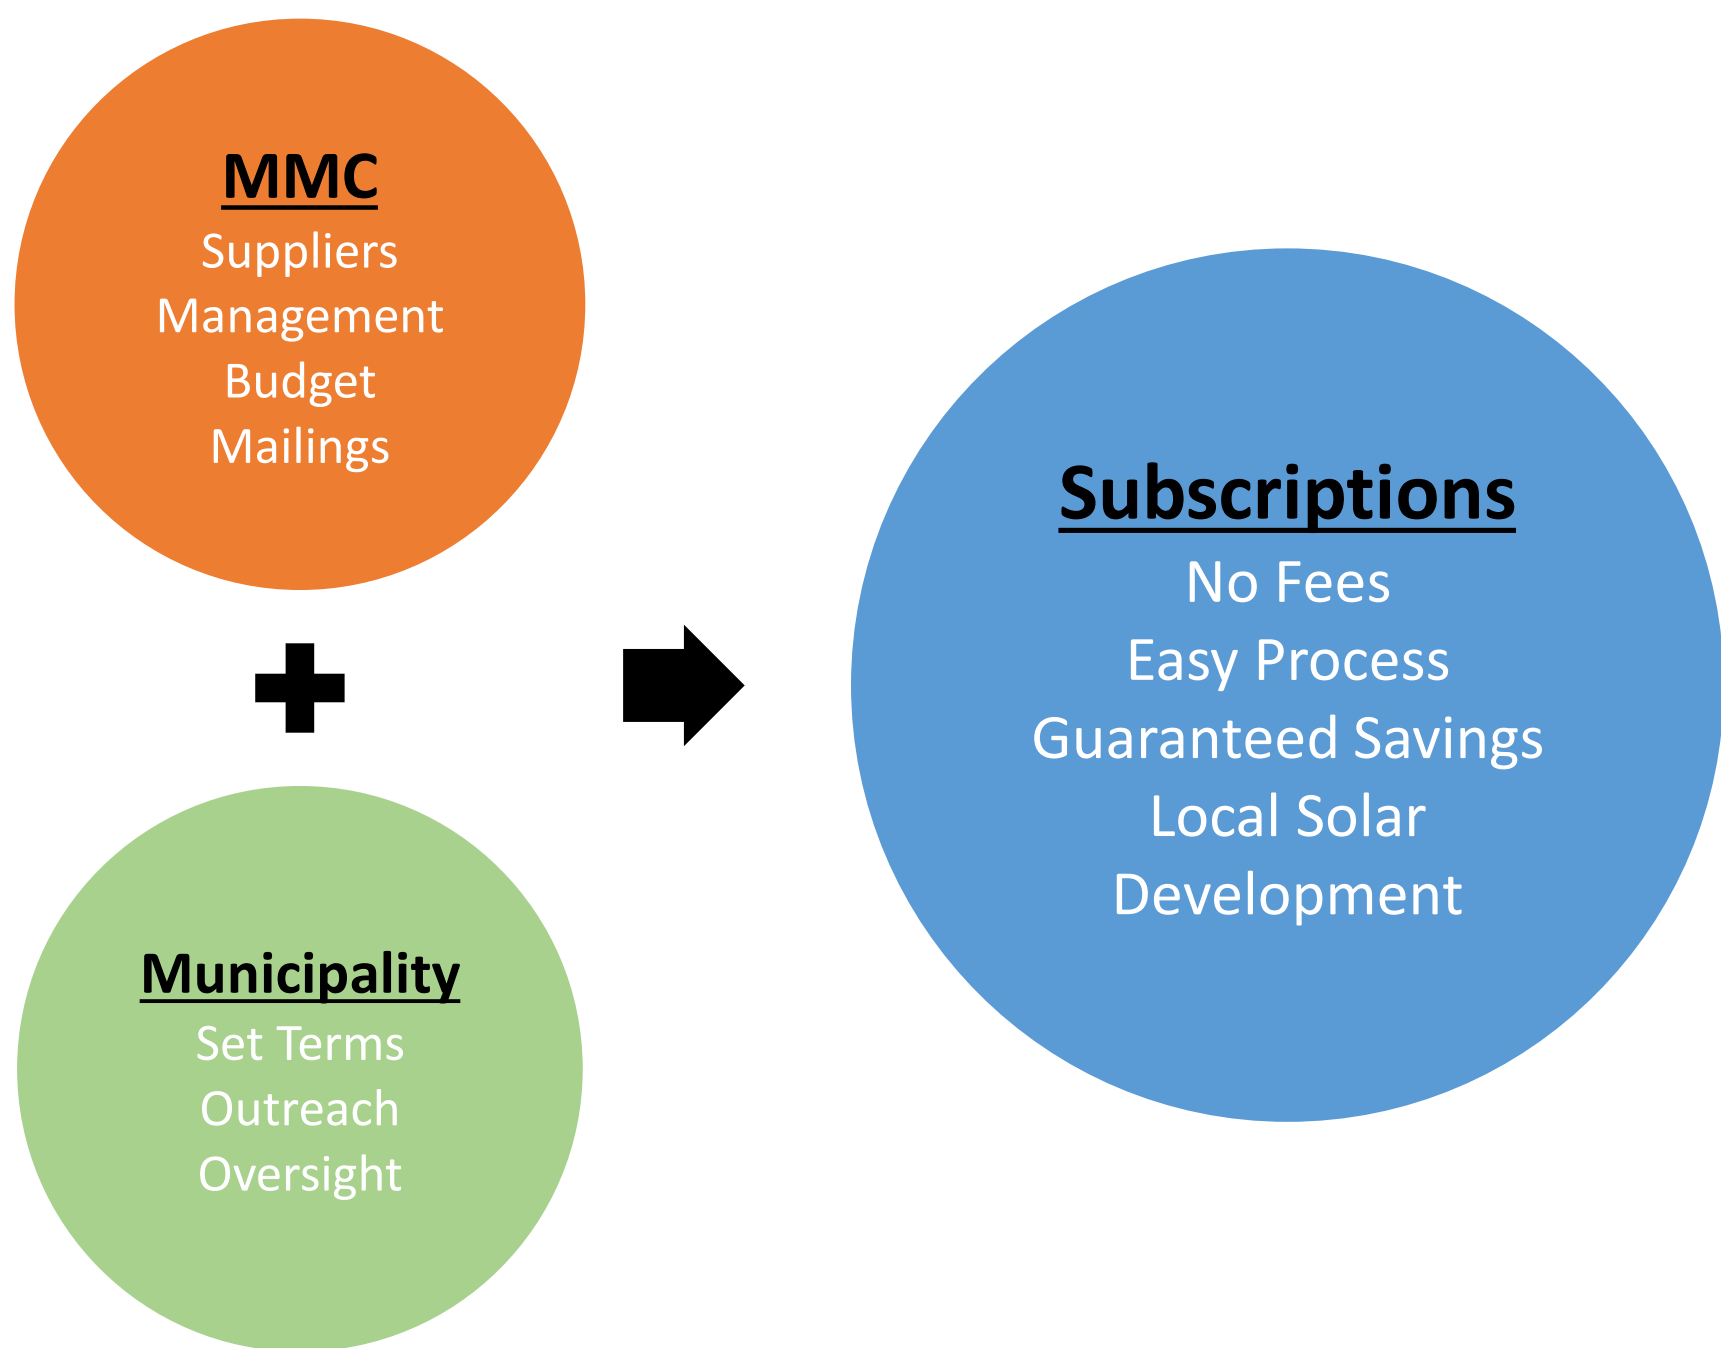 MMC
Suppliers
Management
Budget
Mailings
Municipality
Set Terms
Outreach
Oversight
Subscriptions
No Fees
Easy Process
Guaranteed Savings
Local Solar
Development